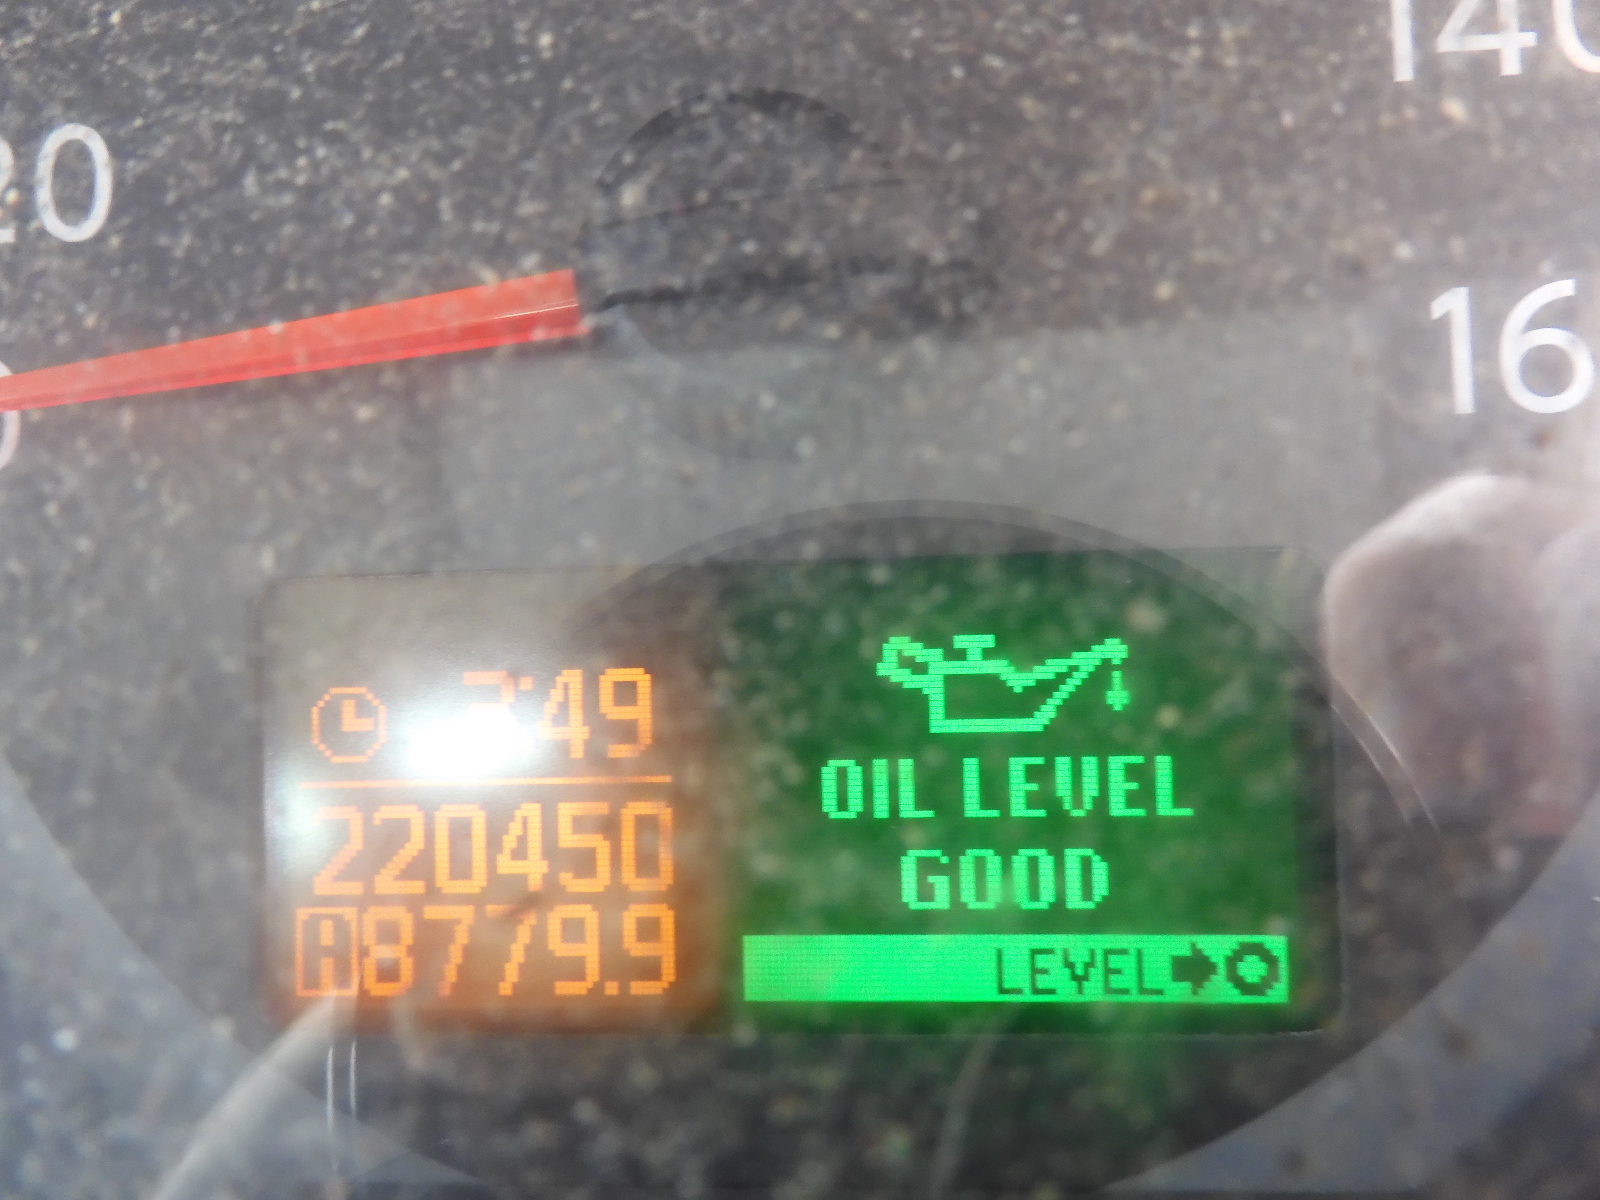 140
20
16
:49
220450
A8779.9
OIL LEVEL
GOOD
LEVEL➡